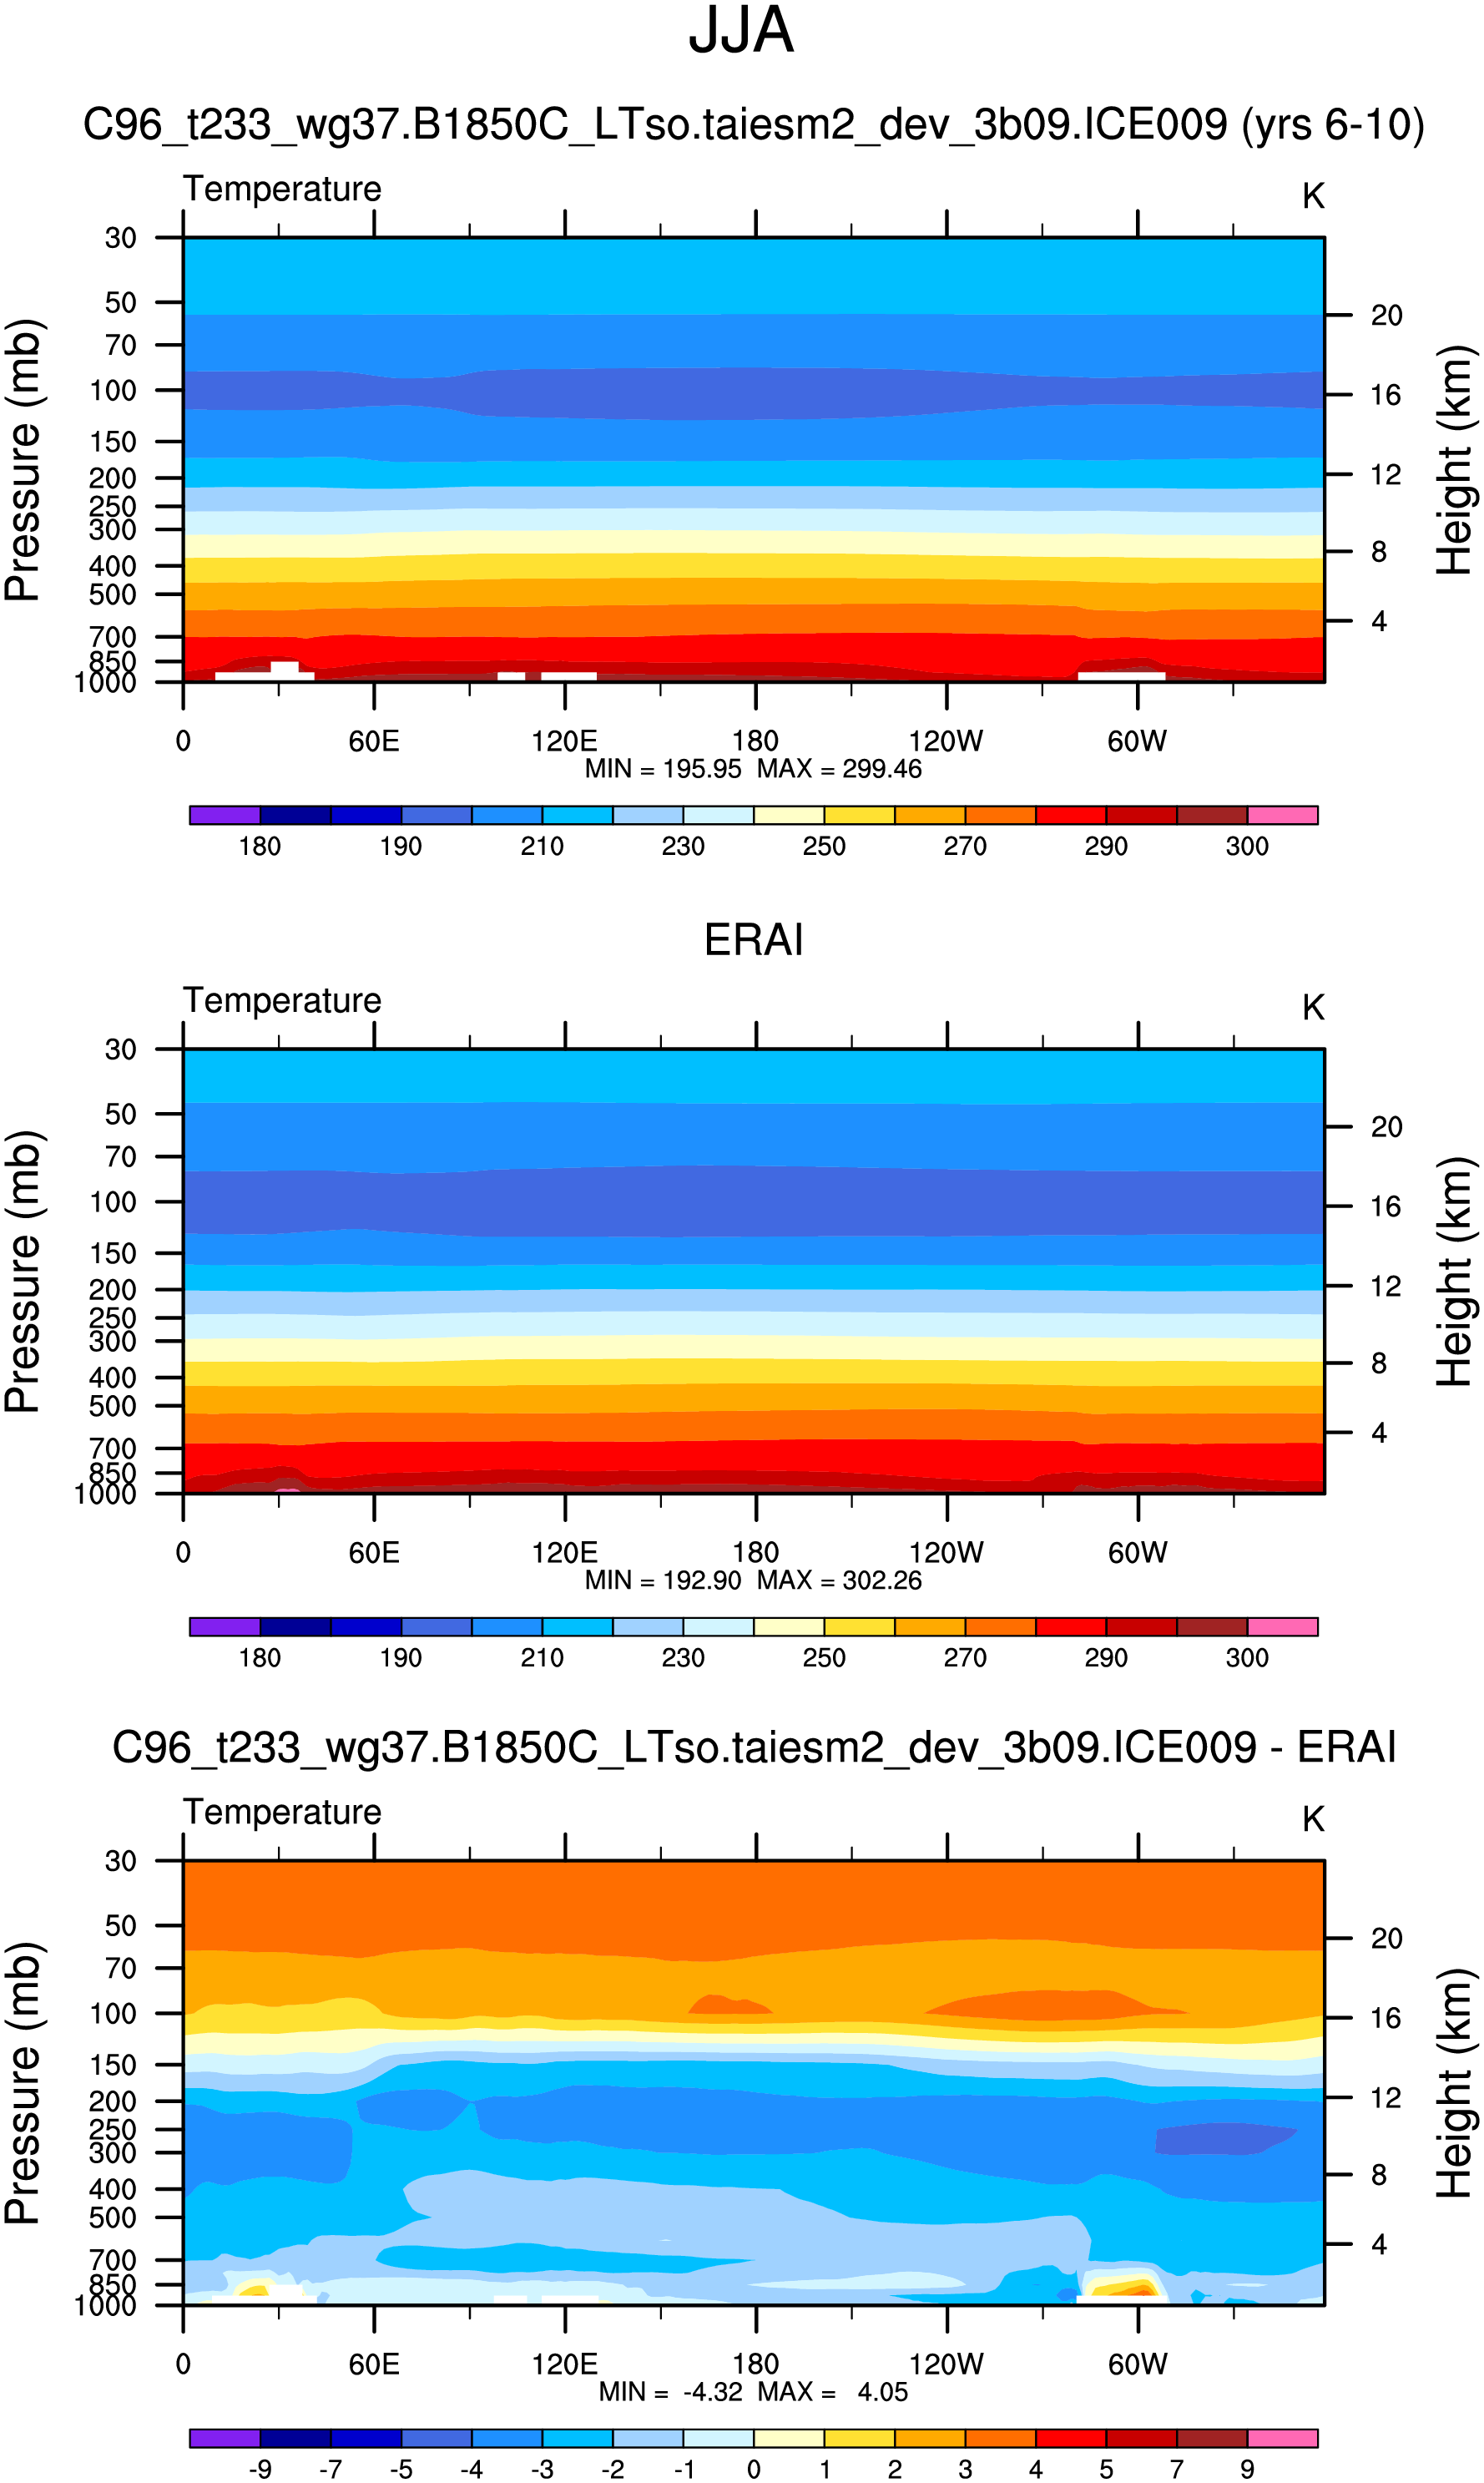 JJA
C96_t233_wg37.B1850C_LTso.taiesm2_dev_3b09.ICE009 (yrs 6-10)
Temperature K
Pressure (mb)
30
50
70
100
150
200
250
300
400
500
700
850
1000
Height (km)
20
16
12
8
4
0 60E 120E 180 120W 60W
MIN = 195.95 MAX = 299.46
180 190 210 230 250 270 290 300
ERAI
Temperature K
Pressure (mb)
30
50
70
100
150
200
250
300
400
500
700
850
1000
Height (km)
20
16
12
8
4
0 60E 120E 180 120W 60W
MIN = 192.90 MAX = 302.26
180 190 210 230 250 270 290 300
C96_t233_wg37.B1850C_LTso.taiesm2_dev_3b09.ICE009 - ERAI
Temperature K
Pressure (mb)
30
50
70
100
150
200
250
300
400
500
700
850
1000
Height (km)
20
16
12
8
4
0 60E 120E 180 120W 60W
MIN = -4.32 MAX = 4.05
-9 -7 -5 -4 -3 -2 -1 0 1 2 3 4 5 7 9